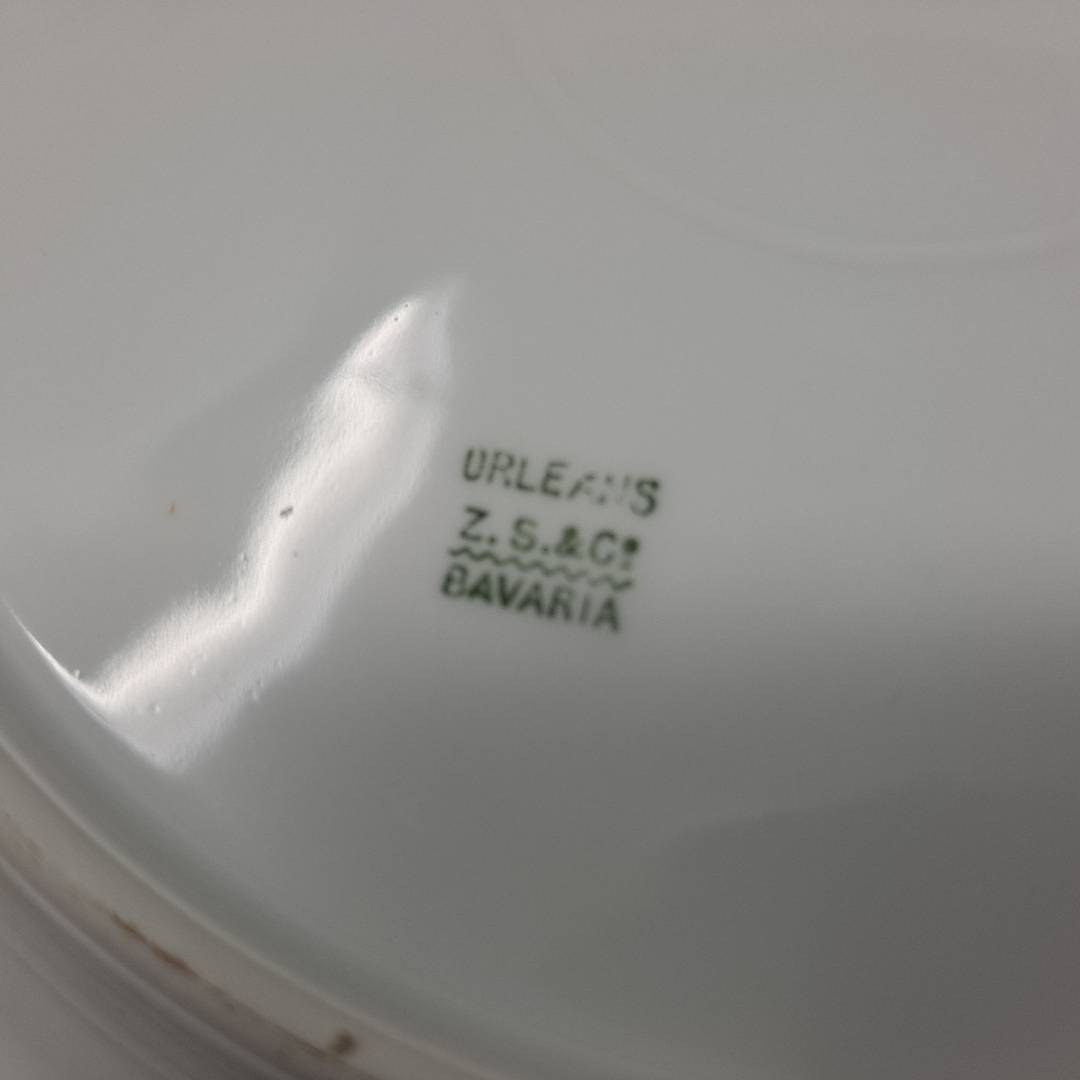 ORLEANS
Z. S. & Cº
BAVARIA